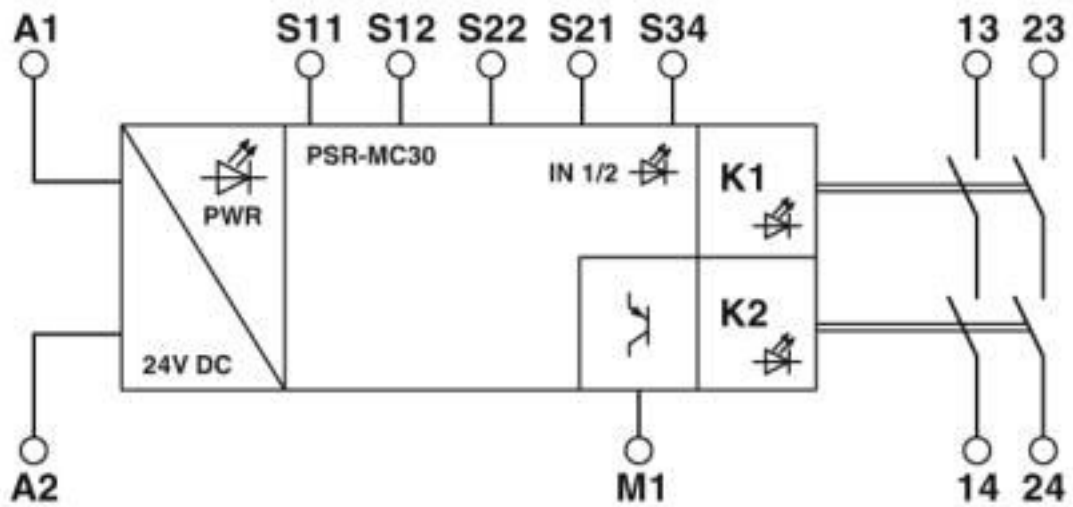 A1 S11 S12 S22 S21 S34 13 23
PSR-MC30
IN 1/2
K1
PWR
K2
24V DC
A2 M1 14 24